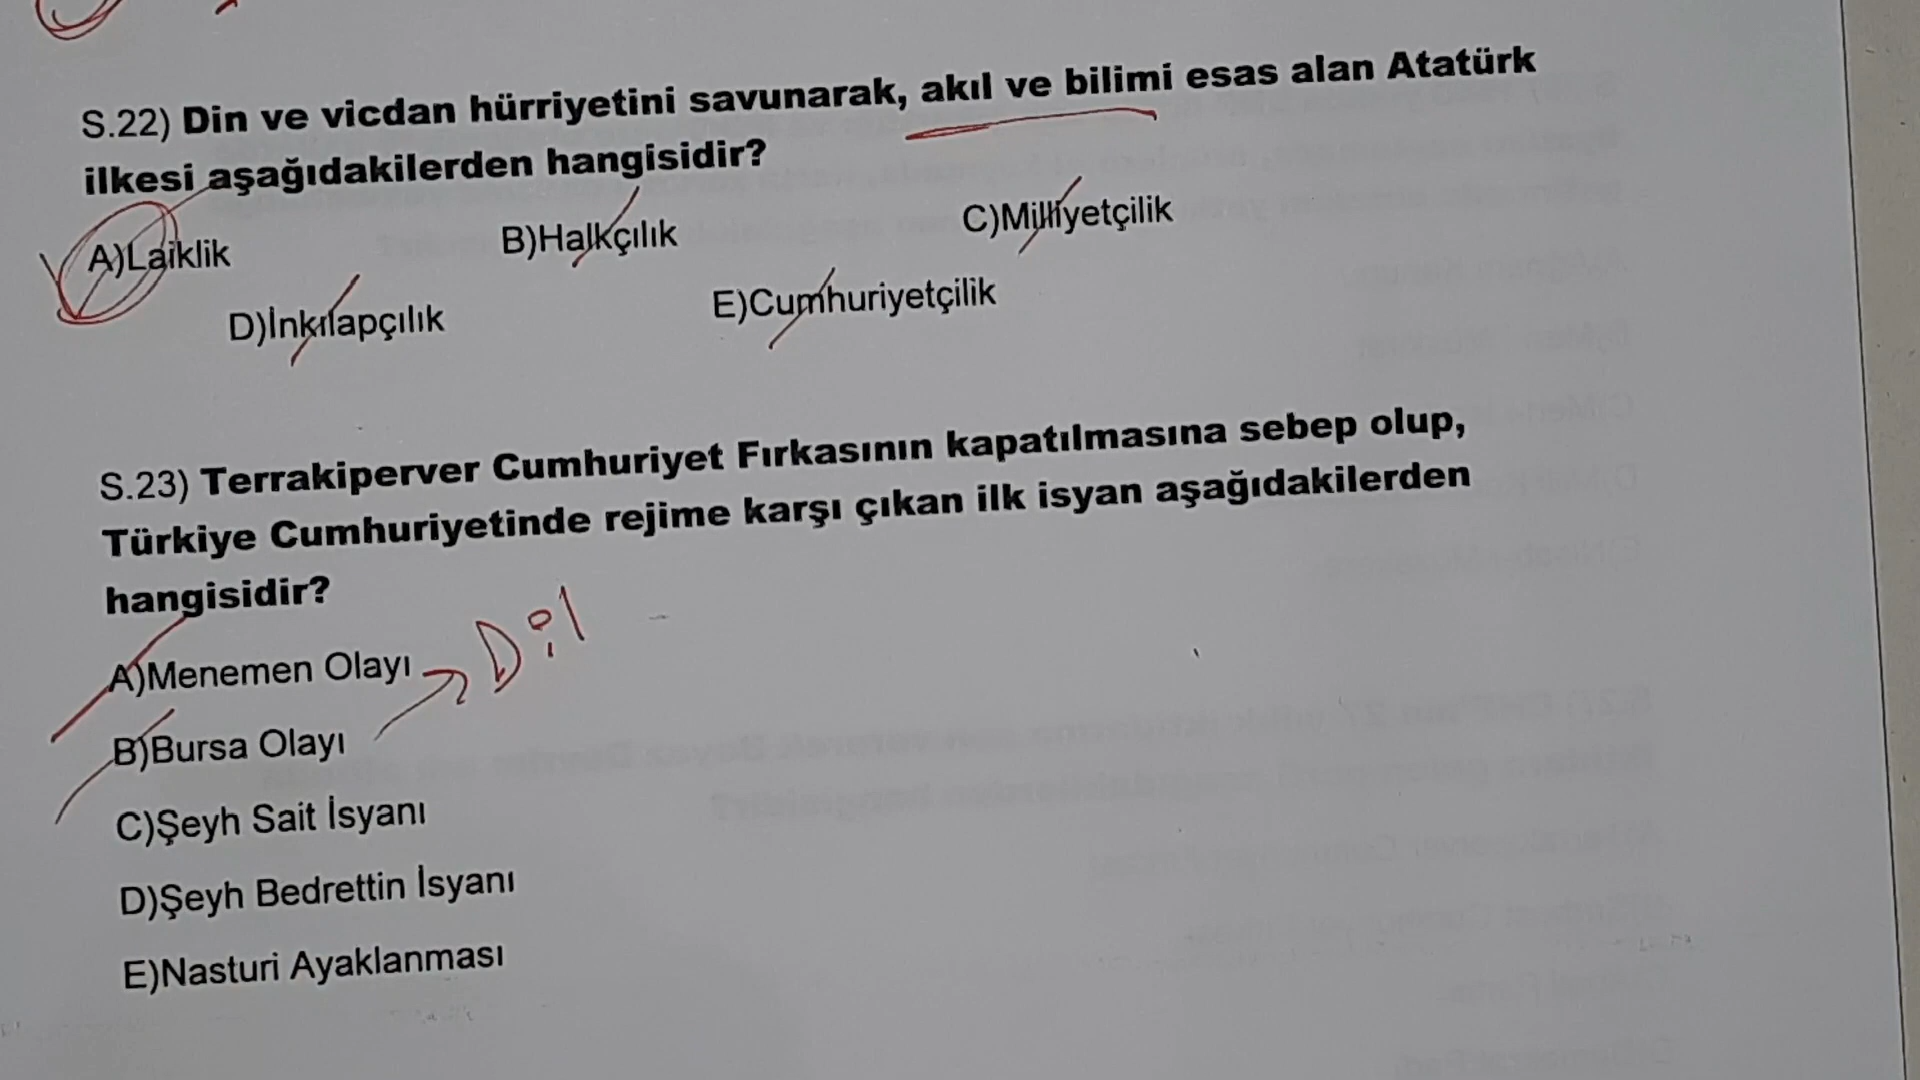 S.22) Din ve vicdan hürriyetini savunarak, akıl ve bilimi esas alan Atatürk
ilkesi aşağıdakilerden hangisidir?
A)Laiklik
B)Halkçılık
C)Milliyetçilik
D)İnkılapçılık
E)Cumhuriyetçilik
S.23) Terrakiperver Cumhuriyet Fırkasının kapatılmasına sebep olup,
Türkiye Cumhuriyetinde rejime karşı çıkan ilk isyan aşağıdakilerden
hangisidir?
A)Menemen Olayı
Dil
B)Bursa Olayı
C)Şeyh Sait İsyanı
D)Şeyh Bedrettin İsyanı
E)Nasturi Ayaklanması